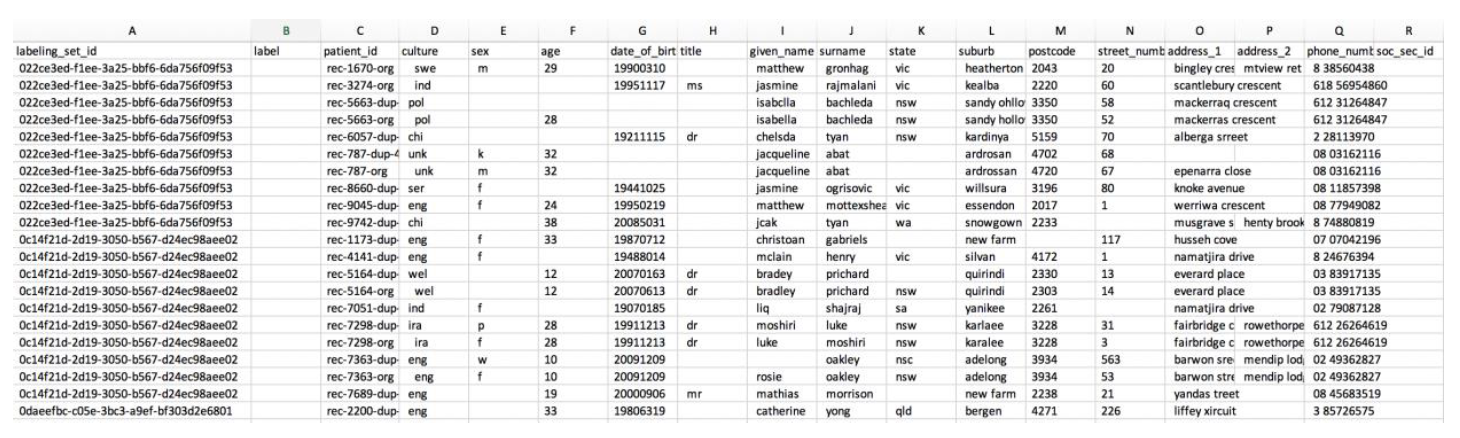 A B C D E F G H I J K L M N O P Q R
labeling_set_id label patient_id culture sex age date_of_birt title given_name surname state suburb postcode street_numb address_1 address_2 phone_numt soc_sec_id
022ce3ed-f1ee-3a25-bbf6-6da756f09f53 rec-1670-org swe m 29 19900310 matthew gronhag vic heatherton 2043 20 bingley cres mtview ret 8 38560438
022ce3ed-f1ee-3a25-bbf6-6da756f09f53 rec-3274-org ind 19951117 ms jasmine rajmalani vic kealba 2220 60 scantlebury crescent 618 56954860
022ce3ed-f1ee-3a25-bbf6-6da756f09f53 rec-5663-dup- pol isabclla bachleda nsw sandy ohllo 3350 58 mackerraq crescent 612 31264847
022ce3ed-f1ee-3a25-bbf6-6da756f09f53 rec-5663-org pol 28 isabella bachleda nsw sandy hollo 3350 52 mackerras crescent 612 31264847
022ce3ed-f1ee-3a25-bbf6-6da756f09f53 rec-6057-dup- chi 19211115 dr chelsda tyan nsw kardinya 5159 70 alberga srreet 2 28113970
022ce3ed-f1ee-3a25-bbf6-6da756f09f53 rec-787-dup-4 unk k 32 jacqueline abat ardrosan 4702 68 08 03162116
022ce3ed-f1ee-3a25-bbf6-6da756f09f53 rec-787-org unk m 32 jacqueline abat ardrossan 4720 67 epenarra close 08 03162116
022ce3ed-f1ee-3a25-bbf6-6da756f09f53 rec-8660-dup- ser f 19441025 jasmine ogrisovic vic willsura 3196 80 knoke avenue 08 11857398
022ce3ed-f1ee-3a25-bbf6-6da756f09f53 rec-9045-dup- eng f 24 19950219 matthew mottexshea vic essendon 2017 1 werriwa crescent 08 77949082
022ce3ed-f1ee-3a25-bbf6-6da756f09f53 rec-9742-dup- chi 38 20085031 jcak tyan wa snowgown 2233 musgrave s henty brook 8 74880819
0c14f21d-2d19-3050-b567-d24ec98aee02 rec-1173-dup- eng f 33 19870712 christoan gabriels new farm 117 husseh cove 07 07042196
0c14f21d-2d19-3050-b567-d24ec98aee02 rec-4141-dup- eng f 19488014 mclain henry vic silvan 4172 1 namatjira drive 8 24676394
0c14f21d-2d19-3050-b567-d24ec98aee02 rec-5164-dup- wel 12 20070163 dr bradey prichard quirindi 2330 13 everard place 03 83917135
0c14f21d-2d19-3050-b567-d24ec98aee02 rec-5164-org wel 12 20070613 dr bradley prichard nsw quirindi 2303 14 everard place 03 83917135
0c14f21d-2d19-3050-b567-d24ec98aee02 rec-7051-dup- ind f 19070185 liq shajraj sa yanikee 2261 namatjira drive 02 79087128
0c14f21d-2d19-3050-b567-d24ec98aee02 rec-7298-dup- ira p 28 19911213 dr moshiri luke nsw karlaee 3228 31 fairbridge c rowethorpe 612 26264619
0c14f21d-2d19-3050-b567-d24ec98aee02 rec-7298-org ira f 28 19911213 dr luke moshiri nsw karalee 3228 3 fairbridge c rowethorpe 612 26264619
0c14f21d-2d19-3050-b567-d24ec98aee02 rec-7363-dup- eng w 10 20091209 oakley nsc adelong 3934 563 barwon sre mendip lod 02 49362827
0c14f21d-2d19-3050-b567-d24ec98aee02 rec-7363-org eng f 10 20091209 rosie oakley nsw adelong 3934 53 barwon stre mendip lod 02 49362827
0c14f21d-2d19-3050-b567-d24ec98aee02 rec-7689-dup- eng 19 20000906 mr mathias morrison new farm 2238 21 yandas treet 08 45683519
0daeefbc-c05e-3bc3-a9ef-bf303d2e6801 rec-2200-dup- eng 33 19806319 catherine yong qld bergen 4271 226 liffey xircuit 3 85726575